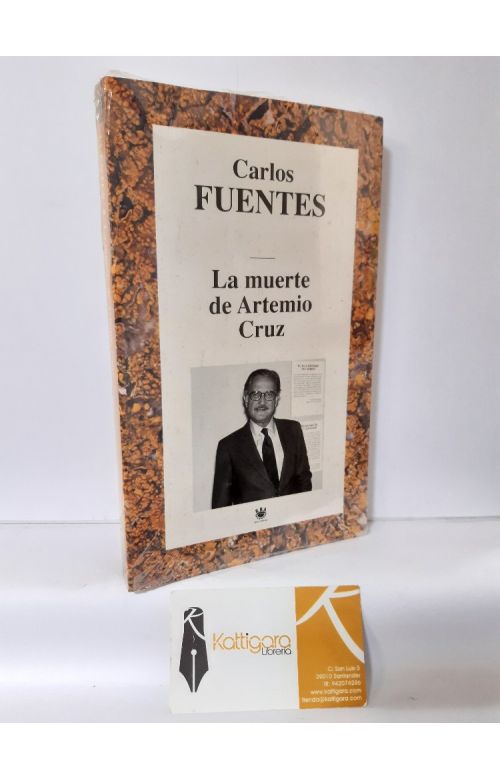 Carlos
FUENTES
La muerte
de Artemio
Cruz
Kattigara
Librería
C. San Luis 5
39010 Santander
www.kattigara.com
tienda@kattigara.com